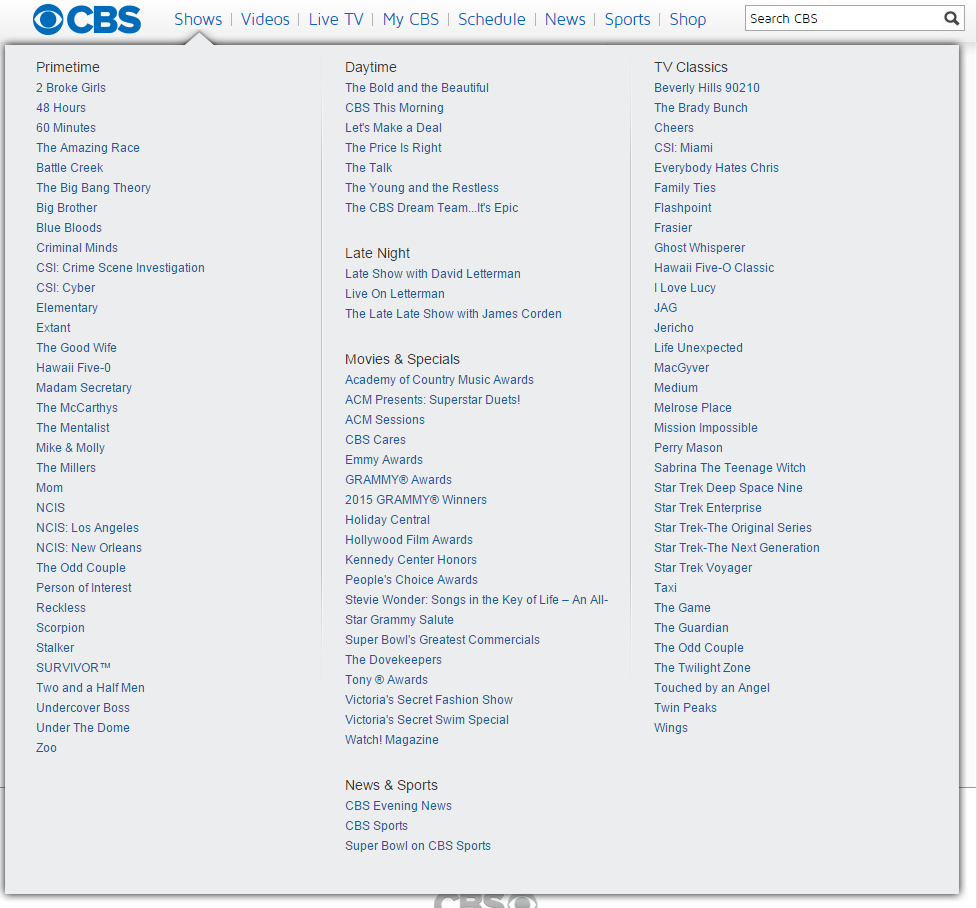 CBS
Shows | Videos | Live TV | My CBS | Schedule | News | Sports | Shop
Search CBS
Primetime
2 Broke Girls
48 Hours
60 Minutes
The Amazing Race
Battle Creek
The Big Bang Theory
Big Brother
Blue Bloods
Criminal Minds
CSI: Crime Scene Investigation
CSI: Cyber
Elementary
Extant
The Good Wife
Hawaii Five-0
Madam Secretary
The McCarthys
The Mentalist
Mike & Molly
The Millers
Mom
NCIS
NCIS: Los Angeles
NCIS: New Orleans
The Odd Couple
Person of Interest
Reckless
Scorpion
Stalker
SURVIVOR™
Two and a Half Men
Undercover Boss
Under The Dome
Zoo
Daytime
The Bold and the Beautiful
CBS This Morning
Let's Make a Deal
The Price Is Right
The Talk
The Young and the Restless
The CBS Dream Team...It's Epic
Late Night
Late Show with David Letterman
Live On Letterman
The Late Late Show with James Corden
Movies & Specials
Academy of Country Music Awards
ACM Presents: Superstar Duets!
ACM Sessions
CBS Cares
Emmy Awards
GRAMMY® Awards
2015 GRAMMY® Winners
Holiday Central
Hollywood Film Awards
Kennedy Center Honors
People's Choice Awards
Stevie Wonder: Songs in the Key of Life – An All-
Star Grammy Salute
Super Bowl's Greatest Commercials
The Dovekeepers
Tony ® Awards
Victoria's Secret Fashion Show
Victoria's Secret Swim Special
Watch! Magazine
News & Sports
CBS Evening News
CBS Sports
Super Bowl on CBS Sports
TV Classics
Beverly Hills 90210
The Brady Bunch
Cheers
CSI: Miami
Everybody Hates Chris
Family Ties
Flashpoint
Frasier
Ghost Whisperer
Hawaii Five-O Classic
I Love Lucy
JAG
Jericho
Life Unexpected
MacGyver
Medium
Melrose Place
Mission Impossible
Perry Mason
Sabrina The Teenage Witch
Star Trek Deep Space Nine
Star Trek Enterprise
Star Trek-The Original Series
Star Trek-The Next Generation
Star Trek Voyager
Taxi
The Game
The Guardian
The Odd Couple
The Twilight Zone
Touched by an Angel
Twin Peaks
Wings
CBS